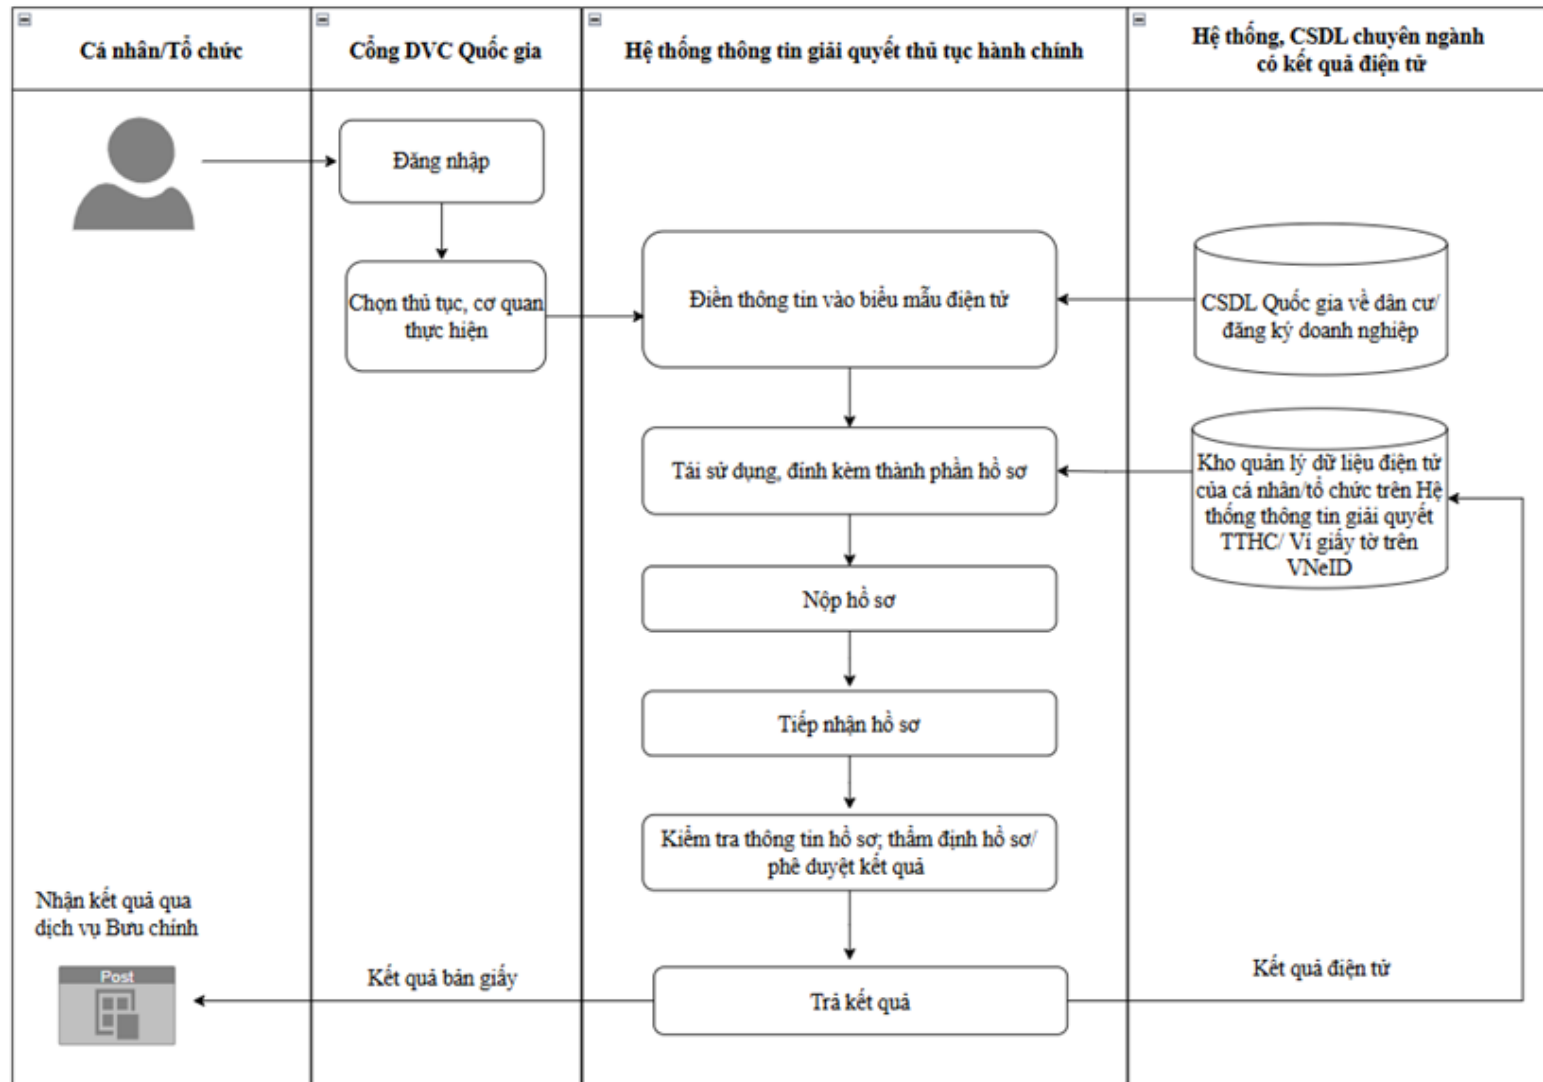 Cá nhân/Tổ chức
Cổng DVC Quốc gia
Hệ thống thông tin giải quyết thủ tục hành chính
Hệ thống, CSDL chuyên ngành
có kết quả điện tử
Đăng nhập
Chọn thủ tục, cơ quan
thực hiện
Điền thông tin vào biểu mẫu điện tử
CSDL Quốc gia về dân cư/
đăng ký doanh nghiệp
Tái sử dụng, đính kèm thành phần hồ sơ
Kho quản lý dữ liệu điện tử
của cá nhân/tổ chức trên Hệ
thống thông tin giải quyết
TTHC/ Ví giấy tờ trên
VNeID
Nộp hồ sơ
Tiếp nhận hồ sơ
Kiểm tra thông tin hồ sơ; thẩm định hồ sơ/
phê duyệt kết quả
Nhận kết quả qua
dịch vụ Bưu chính
Post
Kết quả bản giấy
Trả kết quả
Kết quả điện tử